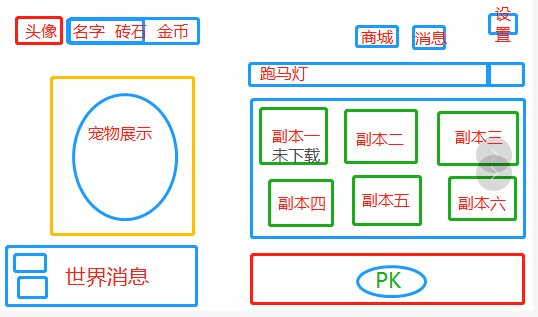 头像 名字 砖石 金币 商城 消息 设置
跑马灯
宠物展示
副本一 副本二 副本三
未下载
副本四 副本五 副本六
世界消息
PK